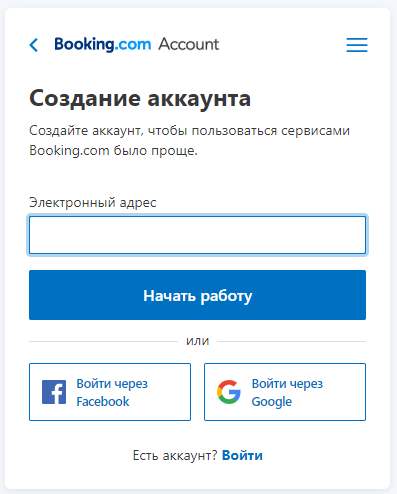 Booking.com Account
Создание аккаунта
Создайте аккаунт, чтобы пользоваться сервисами
Booking.com было проще.
Электронный адрес
Начать работу
или
Войти через
Facebook
Войти через
Google
Есть аккаунт? Войти